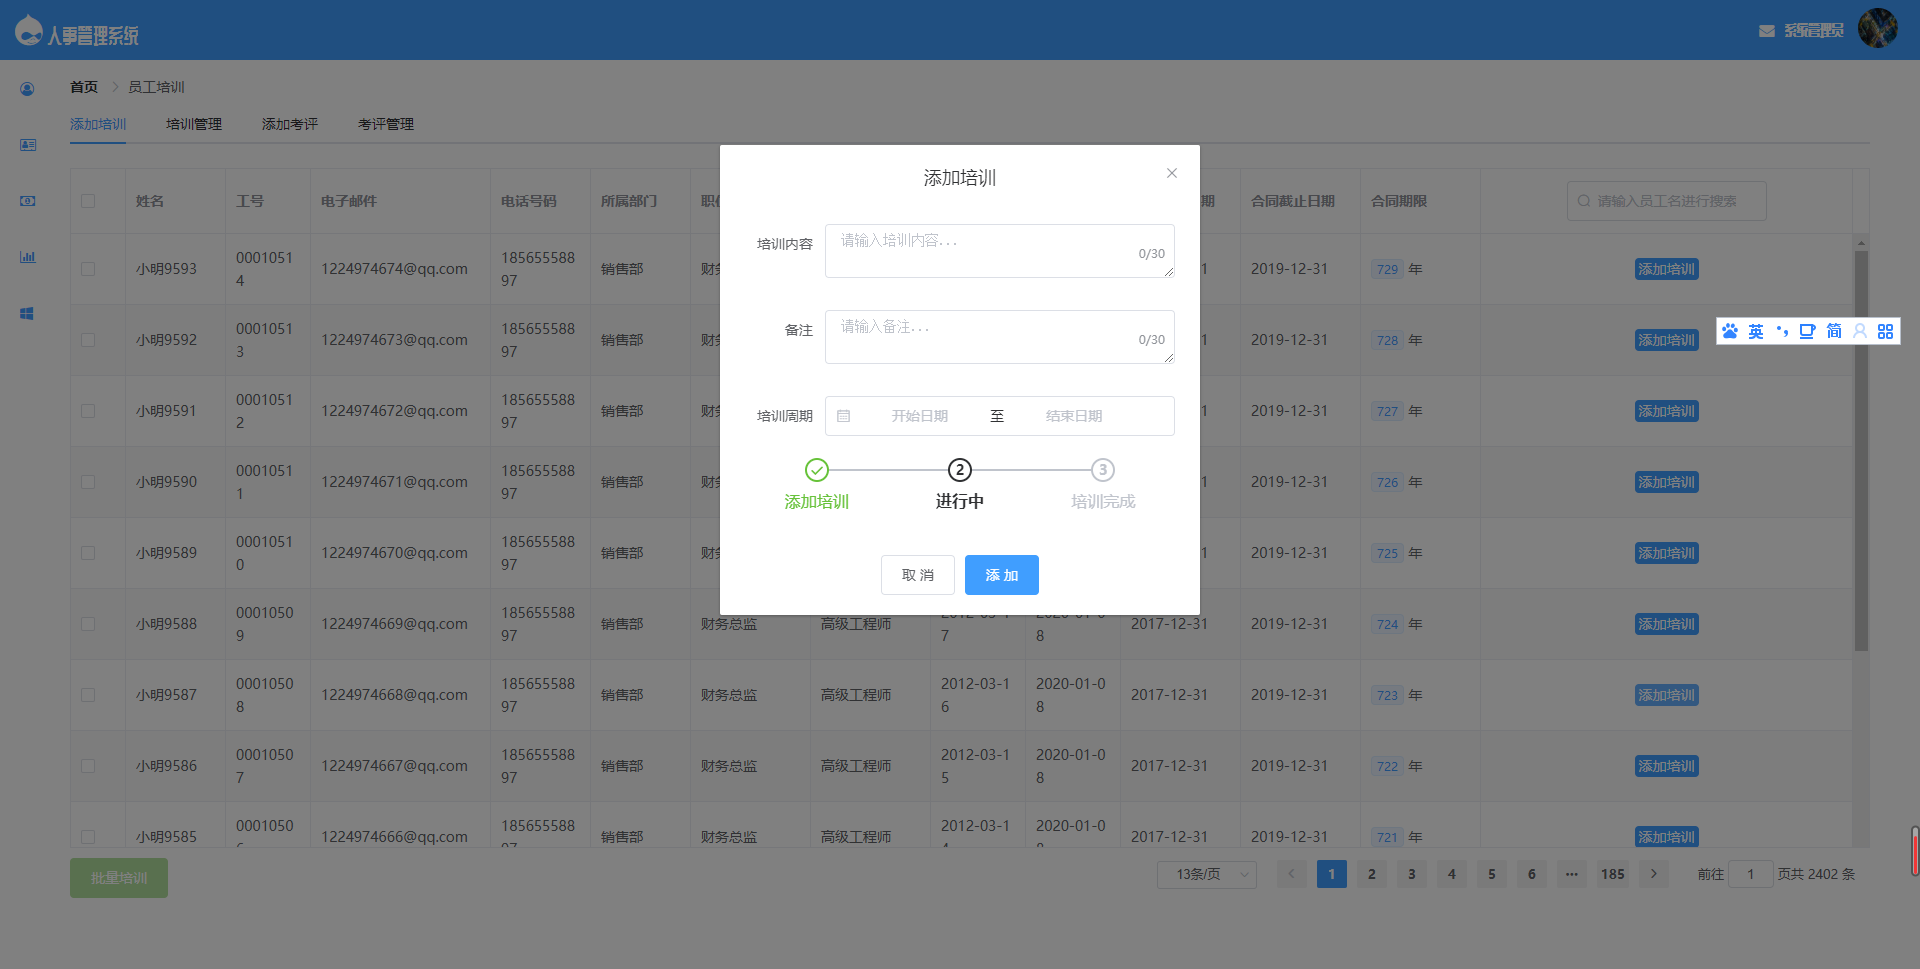 人事管理系统
系统管理员
首页 > 员工培训
添加培训 培训管理 添加考评 考评管理
添加培训
培训内容 请输入培训内容... 0/30
备注 请输入备注... 0/30
培训周期 开始日期 至 结束日期
2 3
添加培训 进行中 培训完成
取 消 添 加
姓名 工号 电子邮件 电话号码 所属部门 期 合同截止日期 合同期限 请输入员工名进行搜索
小明9593 00010514 1224974674@qq.com 18565558897 销售部 财务 1 2019-12-31 729 年 添加培训
小明9592 00010513 1224974673@qq.com 18565558897 销售部 财务 1 2019-12-31 728 年 添加培训
小明9591 00010512 1224974672@qq.com 18565558897 销售部 财务 1 2019-12-31 727 年 添加培训
小明9590 00010511 1224974671@qq.com 18565558897 销售部 财务 1 2019-12-31 726 年 添加培训
小明9589 00010510 1224974670@qq.com 18565558897 销售部 财务 1 2019-12-31 725 年 添加培训
小明9588 00010509 1224974669@qq.com 18565558897 销售部 财务总监 高级工程师 2012-03-17 2020-01-08 2017-12-31 2019-12-31 724 年 添加培训
小明9587 00010508 1224974668@qq.com 18565558897 销售部 财务总监 高级工程师 2012-03-16 2020-01-08 2017-12-31 2019-12-31 723 年 添加培训
小明9586 00010507 1224974667@qq.com 18565558897 销售部 财务总监 高级工程师 2012-03-15 2020-01-08 2017-12-31 2019-12-31 722 年 添加培训
小明9585 0001050 1224974666@qq.com 185655588 销售部 财务总监 高级工程师 2012-03-1 2020-01-0 2017-12-31 2019-12-31 721 年 添加培训
英 •, 简
批量培训 13条/页 < 1 2 3 4 5 6 ••• 185 > 前往 1 页共 2402 条